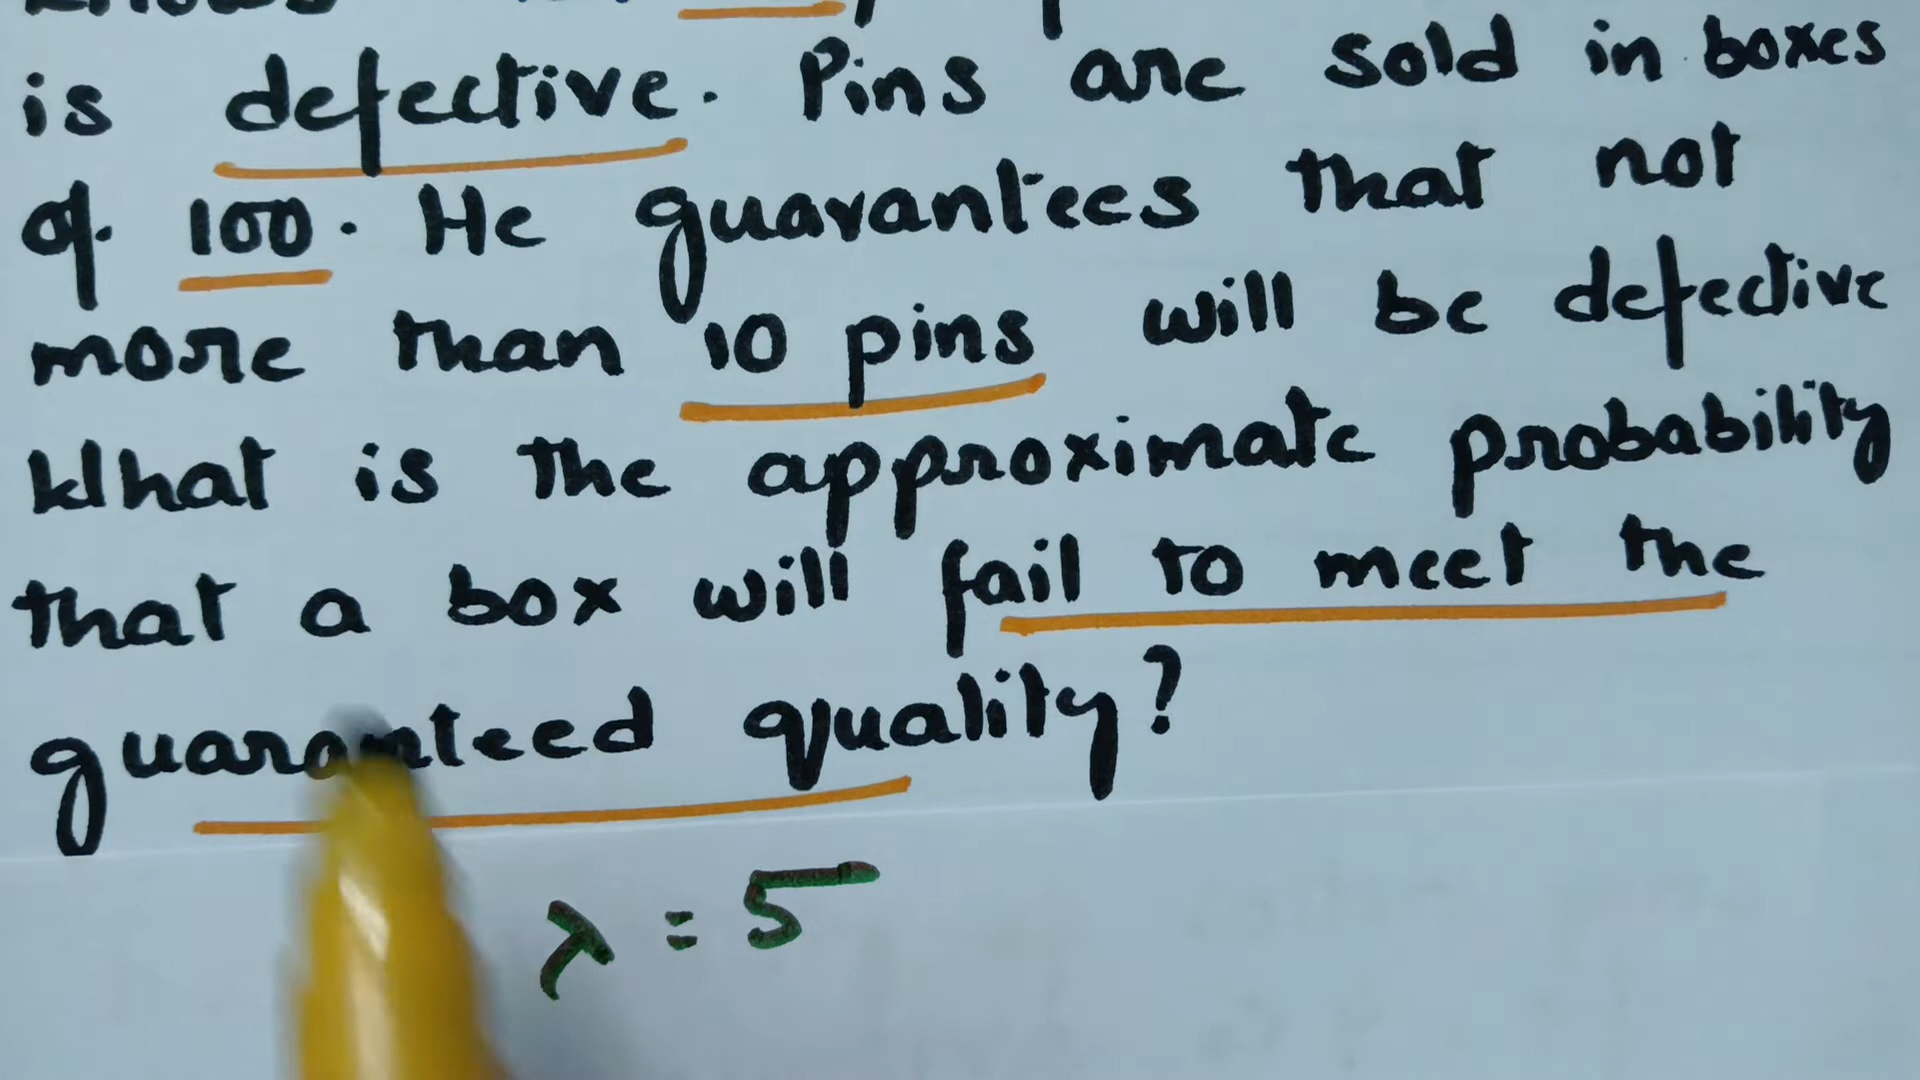 is defective. Pins are sold in boxes
of 100. He guarantees that not
more than 10 pins will be defective
What is the approximate probability
that a box will fail to meet the
guaranteed quality?
λ = 5